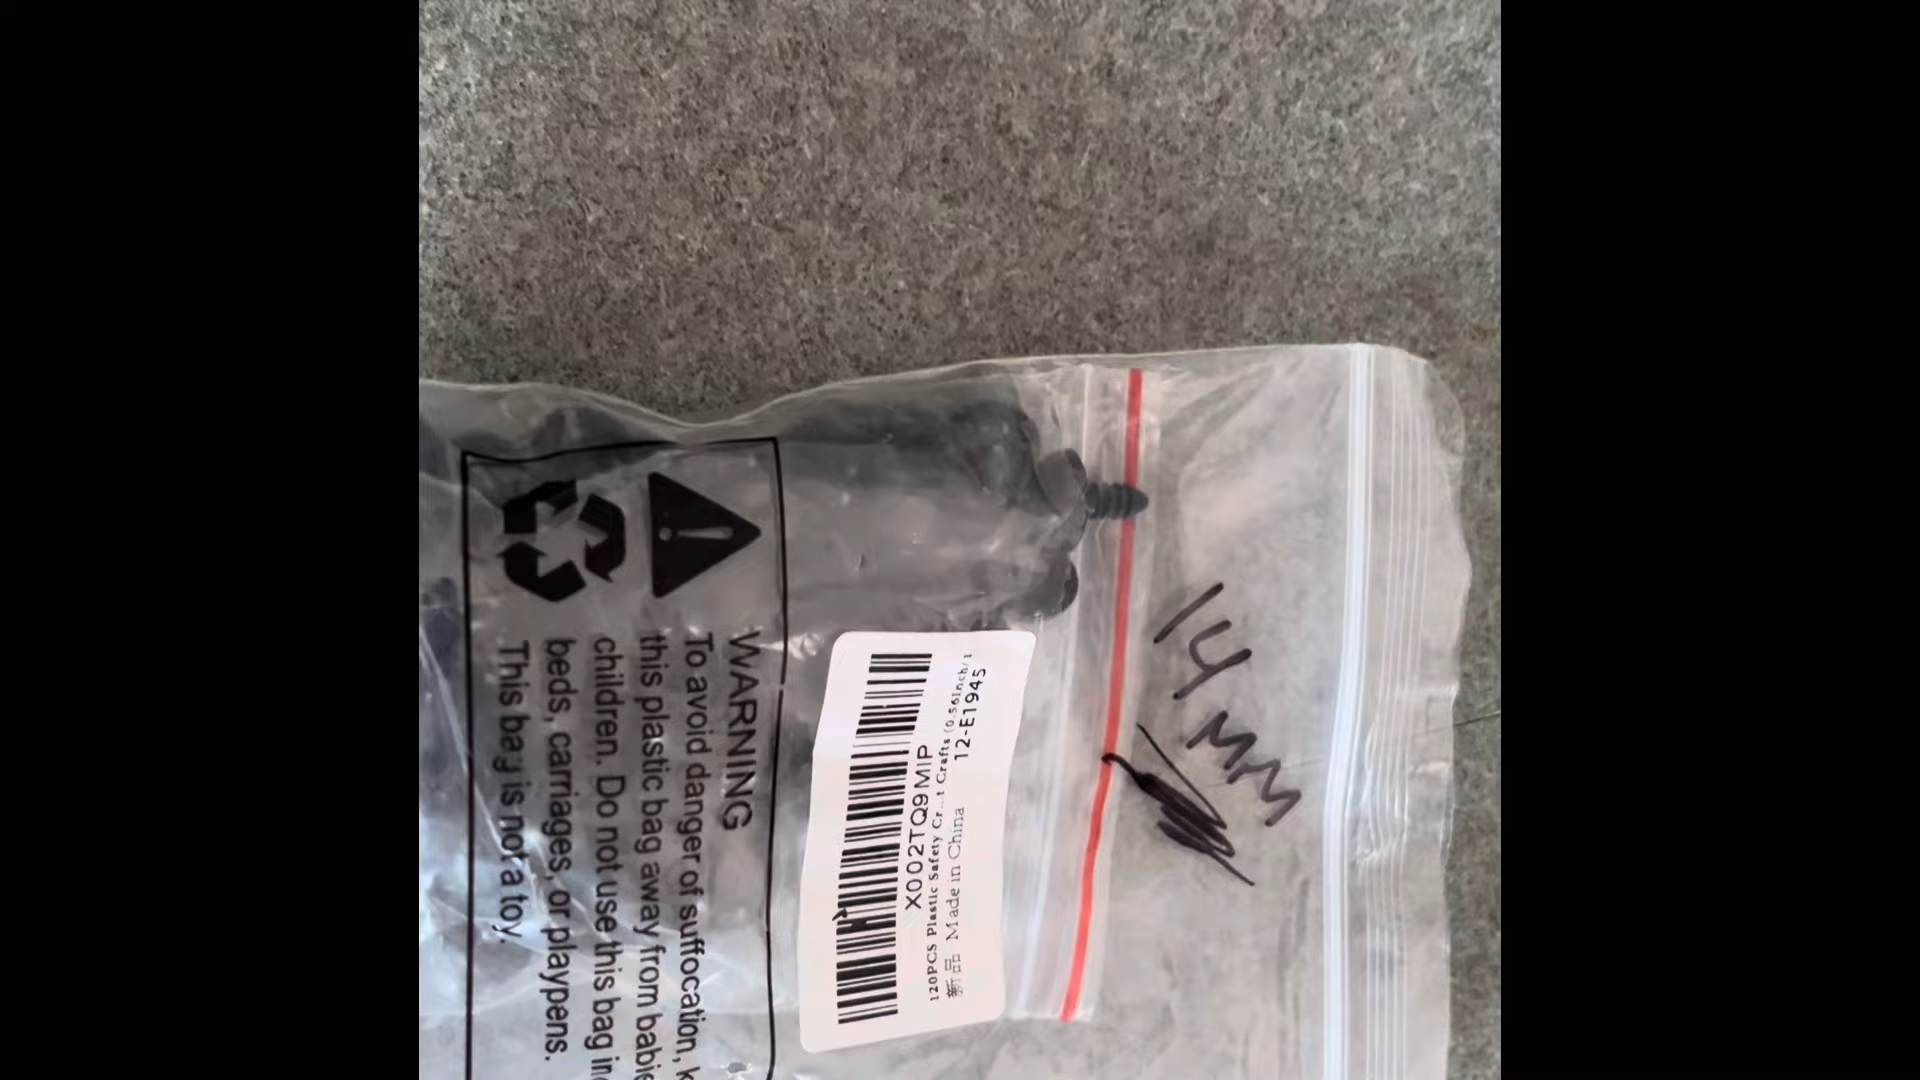 14 MM
WARNING
To avoid danger of suffocation, k
this plastic bag away from babie
children. Do not use this bag in
beds, carriages, or playpens.
This bag is not a toy.
X002TQ9MIP
120PCS Plastic Safety Cr...t Crafts (0.56Inch/1
新品 Made in China 12-E1945